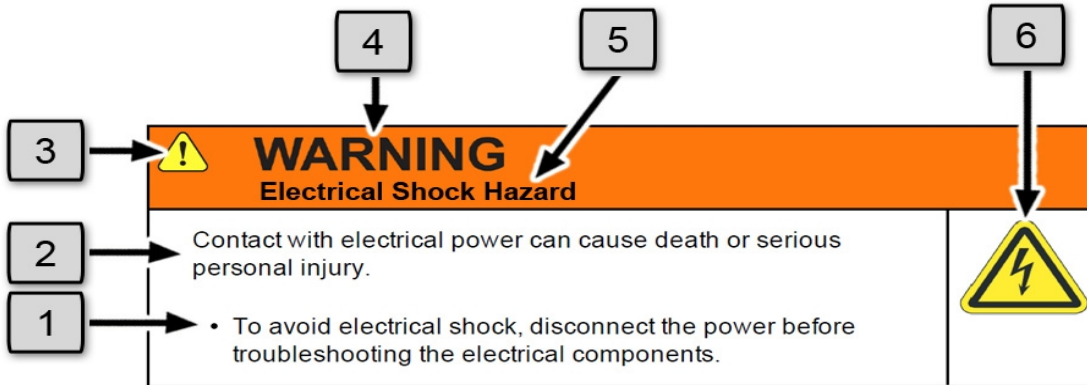 4
5
6
3
WARNING
Electrical Shock Hazard
2
Contact with electrical power can cause death or serious
personal injury.
1
• To avoid electrical shock, disconnect the power before
troubleshooting the electrical components.